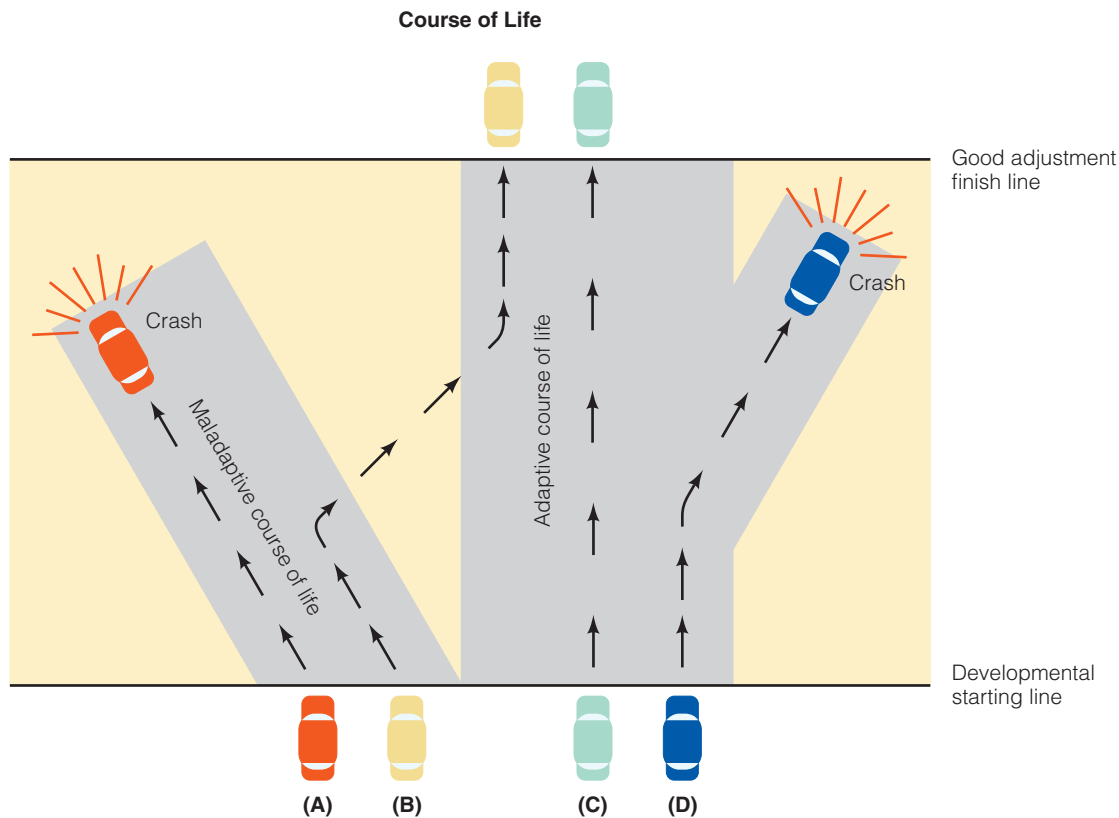 Course of Life
Good adjustment
finish line
Crash
Crash
Maladaptive course of life
Adaptive course of life
Developmental
starting line
(A)
(B)
(C)
(D)